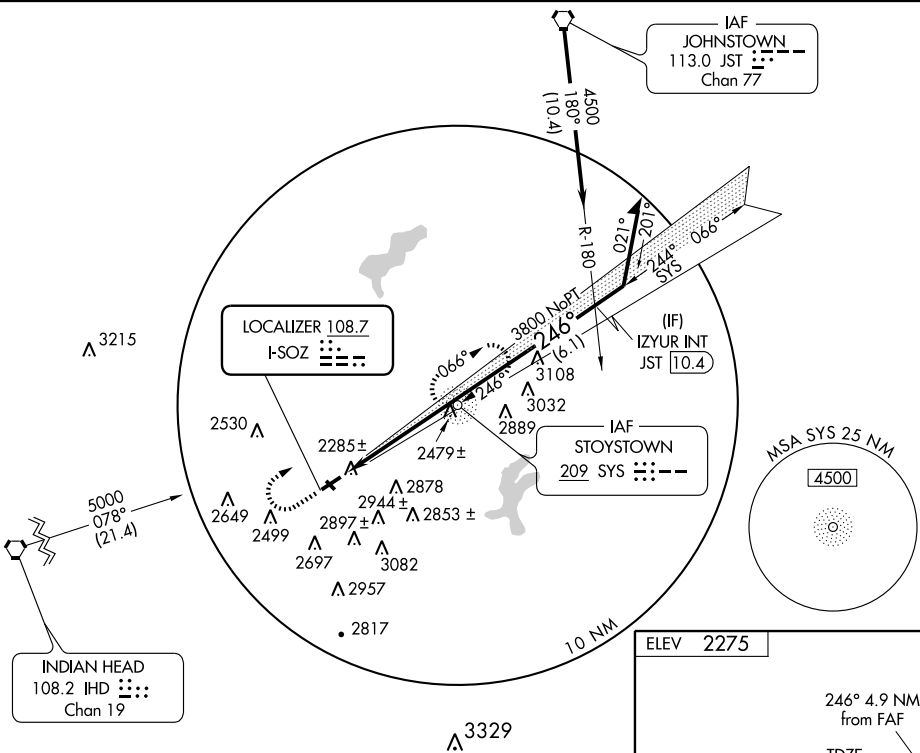 IAF
JOHNSTOWN
113.0 JST
Chan 77
4500
180°
(10.4)
R-180
021°
201°
244°
SYS
066°
3800 NoPT
246°
(6.1)
(IF)
IZYUR INT
JST 10.4
LOCALIZER 108.7
I-SOZ
066°
246°
3215
3108
3032
2889
2530
2285±
2479±
IAF
STOYSTOWN
209 SYS
MSA SYS 25 NM
4500
5000
078°
(21.4)
2649
2499
2878
2944±
2853 ±
2897±
2697
3082
2957
2817
10 NM
INDIAN HEAD
108.2 IHD
Chan 19
3329
ELEV 2275
246° 4.9 NM
from FAF